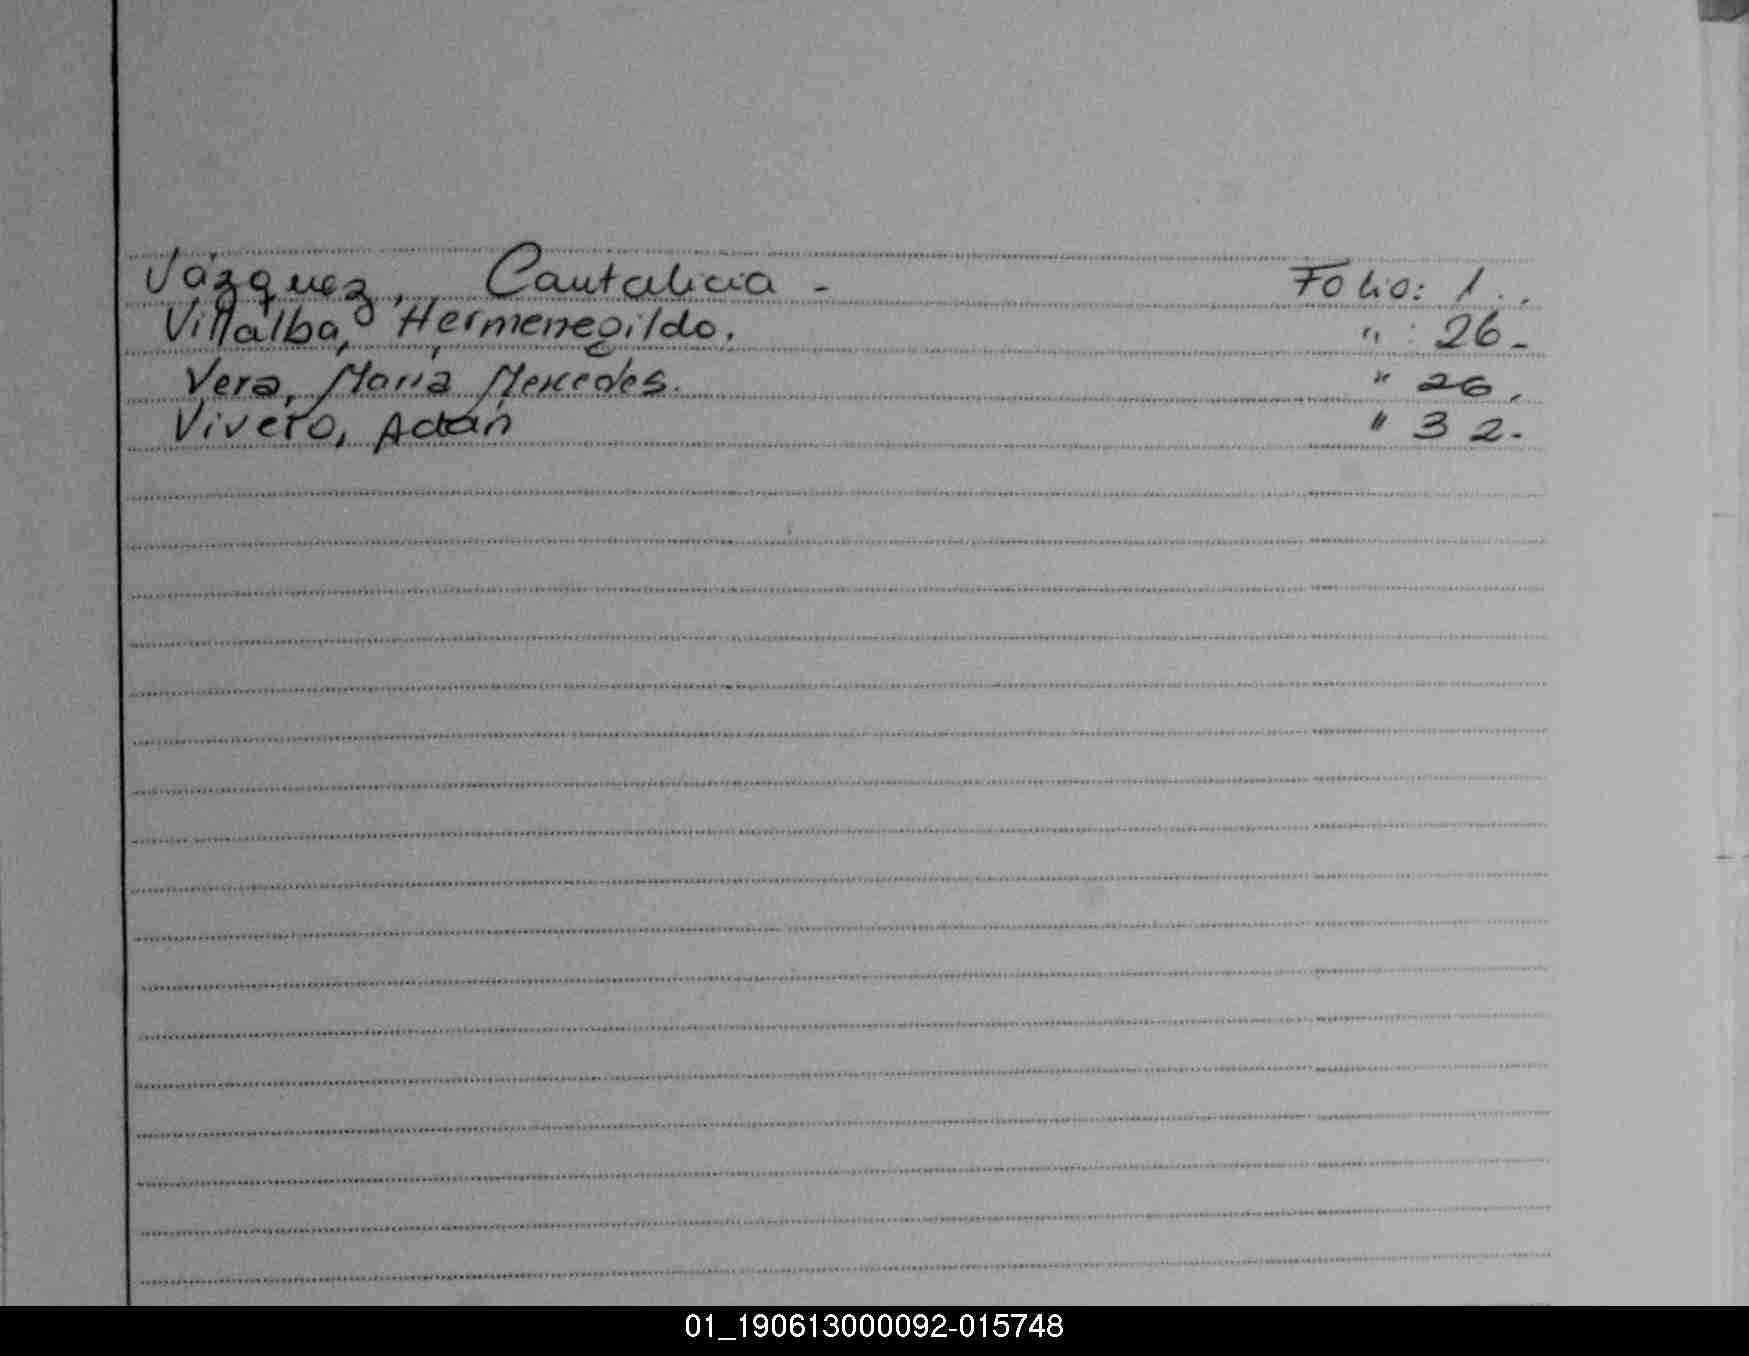 Vázquez, Cantalicia - Folio: 1..
Villalba, Hermenegildo. " : 26-
Vera, María Mercedes. " 26.
Vivero, Adán " 32.
01_190613000092-015748